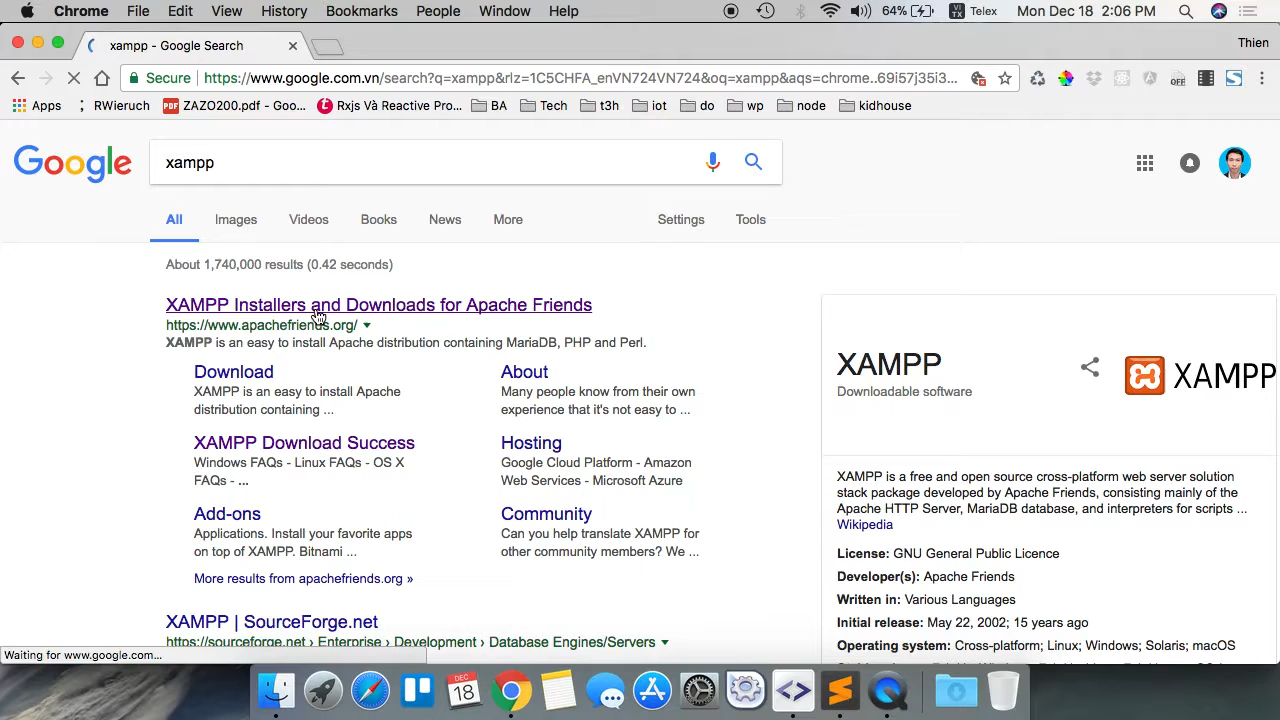 Chrome File Edit View History Bookmarks People Window Help 64% VI TX Telex Mon Dec 18 2:06 PM
xampp - Google Search Thien
Secure https://www.google.com.vn/search?q=xampp&rlz=1C5CHFA_enVN724VN724&oq=xampp&aqs=chrome..69i57j35i3... OFF S
Apps RWieruch PDF ZAZO200.pdf - Goo... t Rxjs Và Reactive Pro... BA Tech t3h iot do wp node kidhouse
Google xampp
All Images Videos Books News More Settings Tools
About 1,740,000 results (0.42 seconds)
XAMPP Installers and Downloads for Apache Friends
https://www.apachefriends.org/
XAMPP is an easy to install Apache distribution containing MariaDB, PHP and Perl.
Download
XAMPP is an easy to install Apache
distribution containing ...
About
Many people know from their own
experience that it's not easy to ...
XAMPP Download Success
Windows FAQs - Linux FAQs - OS X
FAQs - ...
Hosting
Google Cloud Platform - Amazon
Web Services - Microsoft Azure
Add-ons
Applications. Install your favorite apps
on top of XAMPP. Bitnami ...
Community
Can you help translate XAMPP for
other community members? We ...
More results from apachefriends.org »
XAMPP | SourceForge.net
https://sourceforge.net › Enterprise › Development › Database Engines/Servers
XAMPP
Downloadable software
XAMPP
XAMPP is a free and open source cross-platform web server solution
stack package developed by Apache Friends, consisting mainly of the
Apache HTTP Server, MariaDB database, and interpreters for scripts ...
Wikipedia
License: GNU General Public Licence
Developer(s): Apache Friends
Written in: Various Languages
Initial release: May 22, 2002; 15 years ago
Operating system: Cross-platform; Linux; Windows; Solaris; macOS
Waiting for www.google.com...
DEC
18